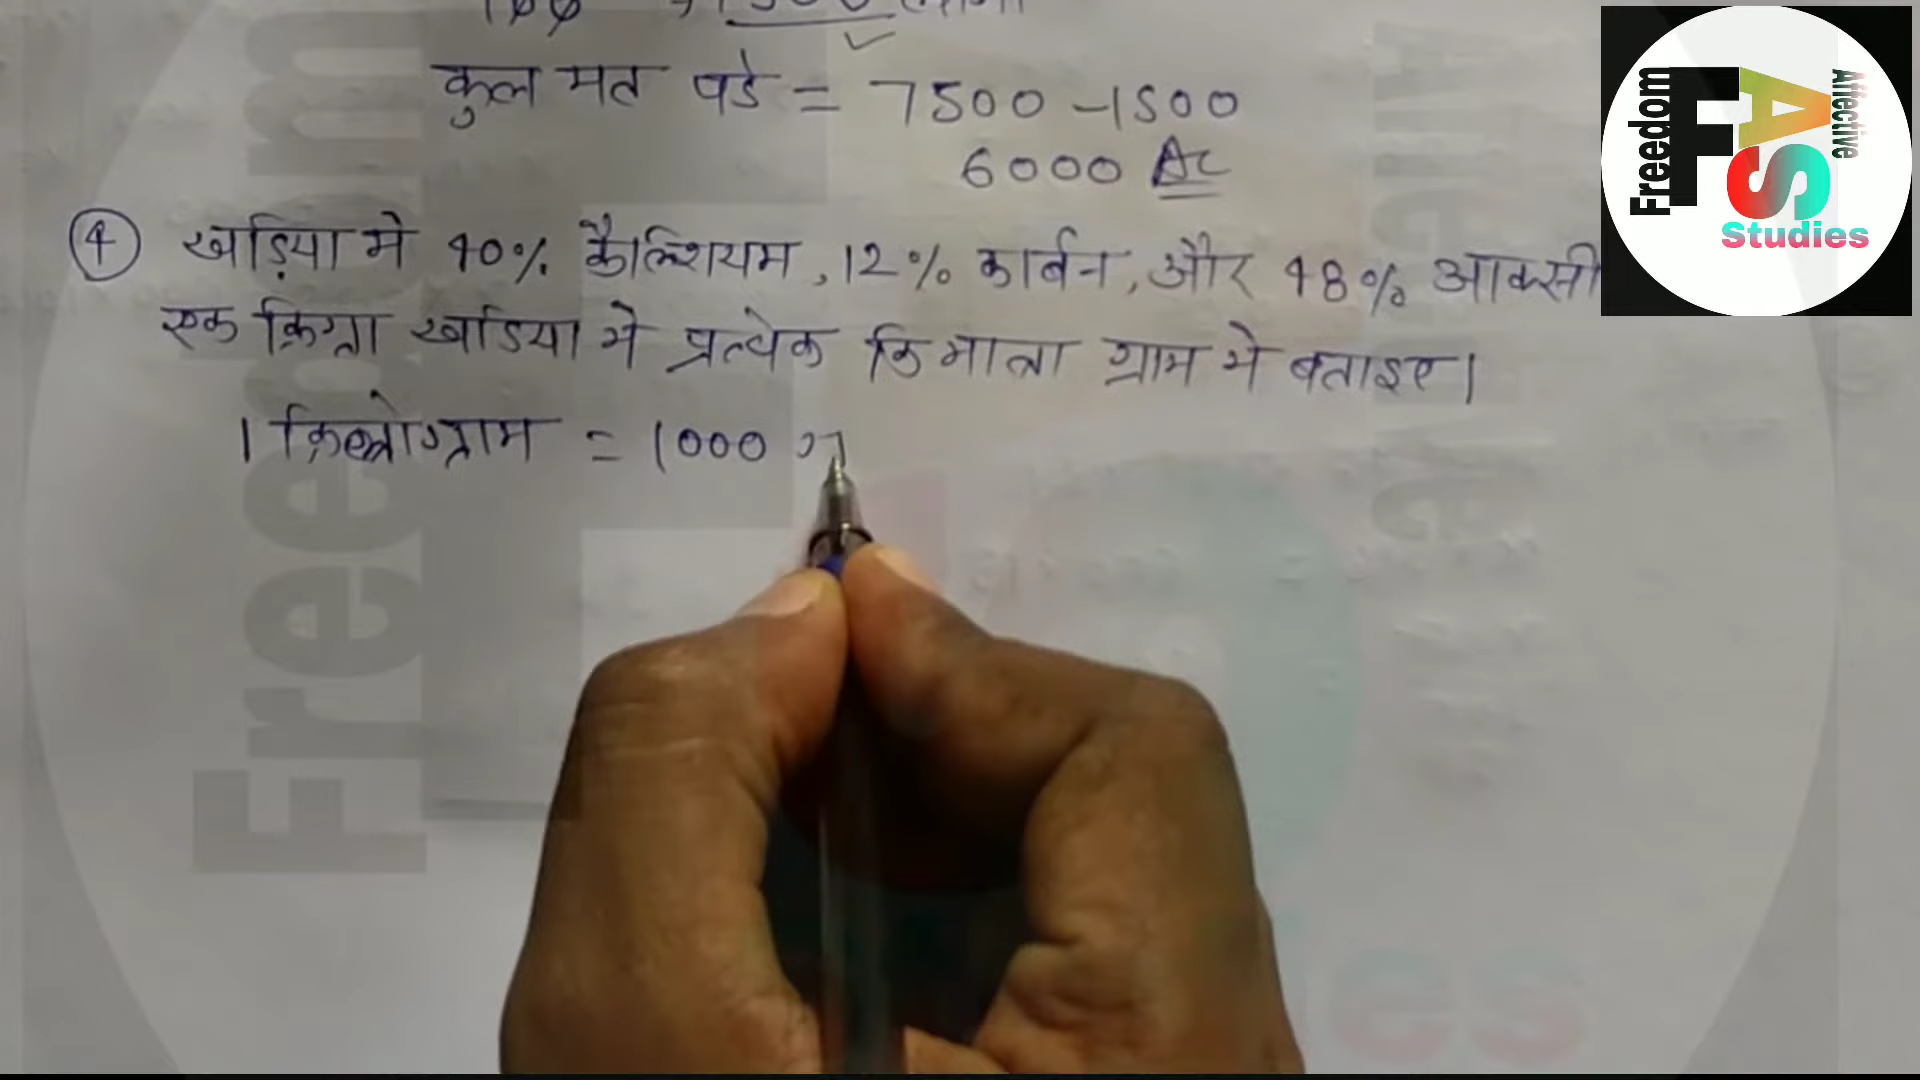 कुल मत पडे = 7500 - 1500
6000
④ खड़िया मे 40% कैल्शियम, 12% कार्बन, और 48% आक्सी
एक किग्रा खडिया मे प्रत्येक कि मात्रा ग्राम मे बताइए।
1 किलोग्राम = 1000
Freedom
FAS
Affective
Studies